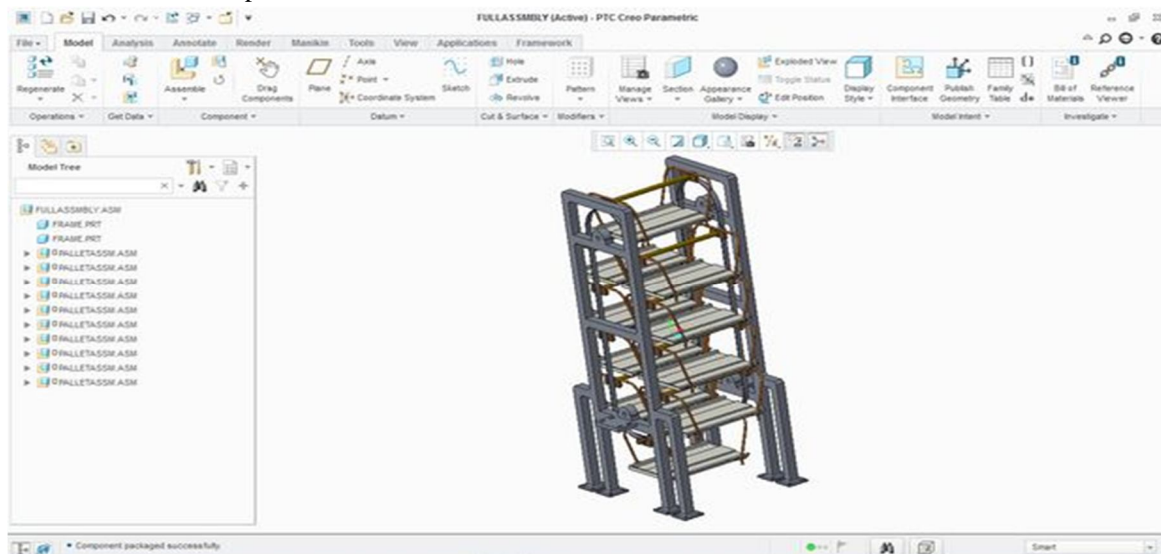 FULLASSMBLY (Active) - PTC Creo Parametric
File Model Analysis Annotate Render Manikin Tools View Applications Framework
Regenerate
Assemble
Drag Components
Plane
Axis
Point
Coordinate System
Sketch
Hole
Extrude
Revolve
Pattern
Manage Views
Section
Appearance Gallery
Exploded View
Toggle Status
Edit Position
Display Style
Component Interface
Publish Geometry
Family Table
Bill of Materials
Reference Viewer
Operations Get Data Component Datum Cut & Surface Modifiers Model Display Model Intent Investigate
Model Tree
FULLASSMBLY.ASM
FRAME.PRT
FRAME.PRT
PALLETASSM.ASM
PALLETASSM.ASM
PALLETASSM.ASM
PALLETASSM.ASM
PALLETASSM.ASM
PALLETASSM.ASM
PALLETASSM.ASM
PALLETASSM.ASM
PALLETASSM.ASM
PALLETASSM.ASM
• Component packaged successfully.
Smart